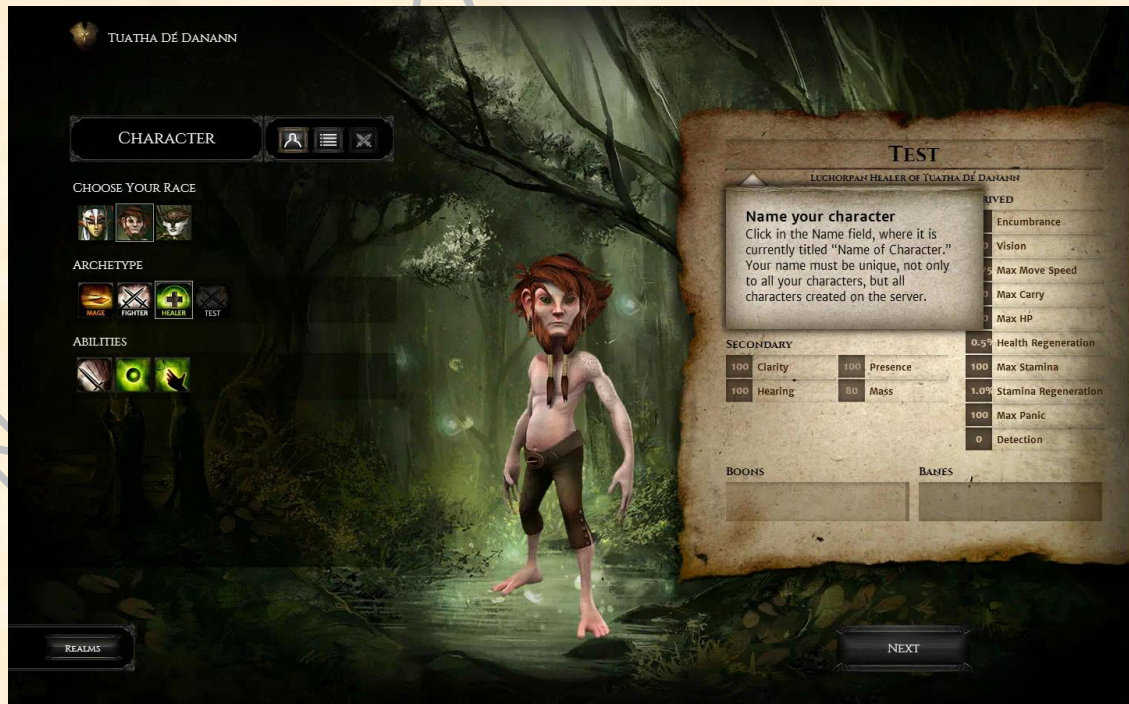 Tuatha Dé Danann
Character
Choose Your Race
Archetype
MAGE
FIGHTER
HEALER
TEST
Abilities
Realms
Test
Luchorpan Healer of Tuatha Dé Danann
Name your character
Click in the Name field, where it is
currently titled “Name of Character.”
Your name must be unique, not only
to all your characters, but all
characters created on the server.
Encumbrance
Vision
Max Move Speed
Max Carry
Max HP
0.5% Health Regeneration
100 Max Stamina
1.0% Stamina Regeneration
100 Max Panic
0 Detection
Secondary
100 Clarity 100 Presence
100 Hearing 80 Mass
Boons Banes
Next